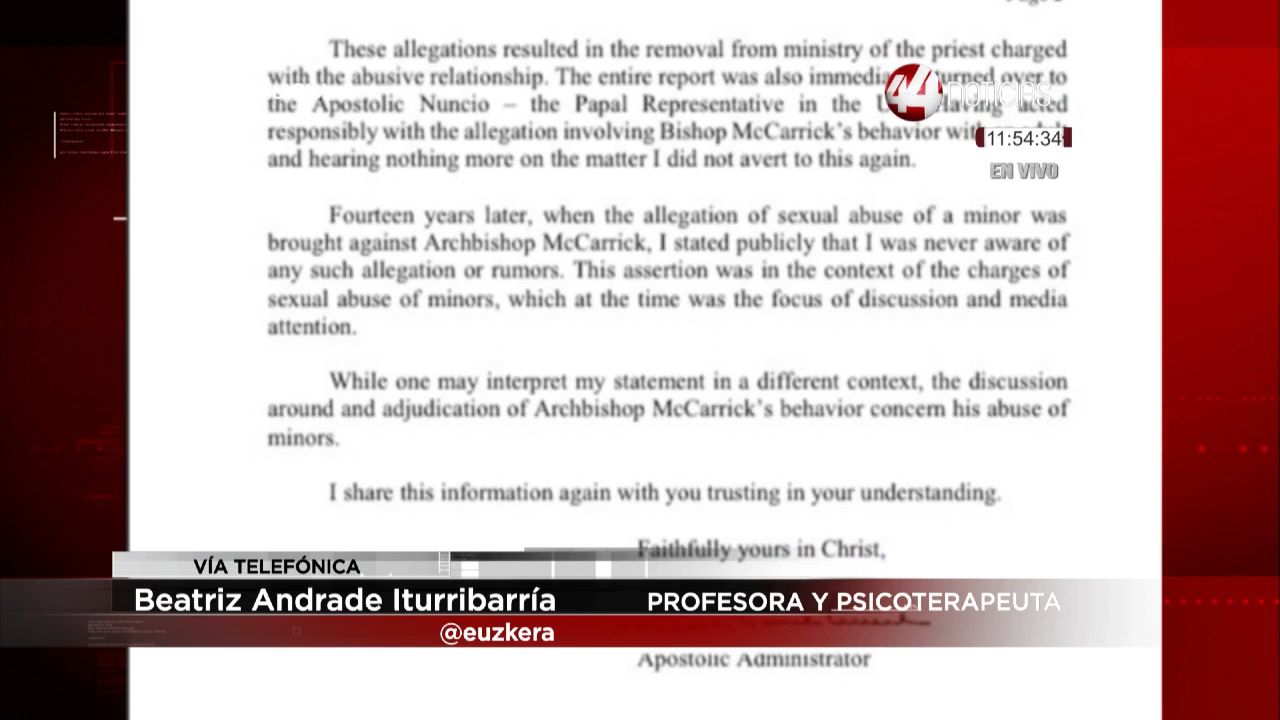 These allegations resulted in the removal from ministry of the priest charged
with the abusive relationship. The entire report was also turned over to
the Apostolic Nuncio – the Papal Representative in the Having acted
responsibly with the allegation involving Bishop McCarrick's behavior
and hearing nothing more on the matter I did not avert to this again.
44 NOTICIAS
11:54:34
EN VIVO
Fourteen years later, when the allegation of sexual abuse of a minor was
brought against Archbishop McCarrick, I stated publicly that I was never aware of
any such allegation or rumors. This assertion was in the context of the charges of
sexual abuse of minors, which at the time was the focus of discussion and media
attention.
While one may interpret my statement in a different context, the discussion
around and adjudication of Archbishop McCarrick's behavior concern his abuse of
minors.
I share this information again with you trusting in your understanding.
Faithfully yours in Christ,
VÍA TELEFÓNICA
Beatriz Andrade Iturribarría
PROFESORA Y PSICOTERAPEUTA
@euzkera
Apostolic Administrator